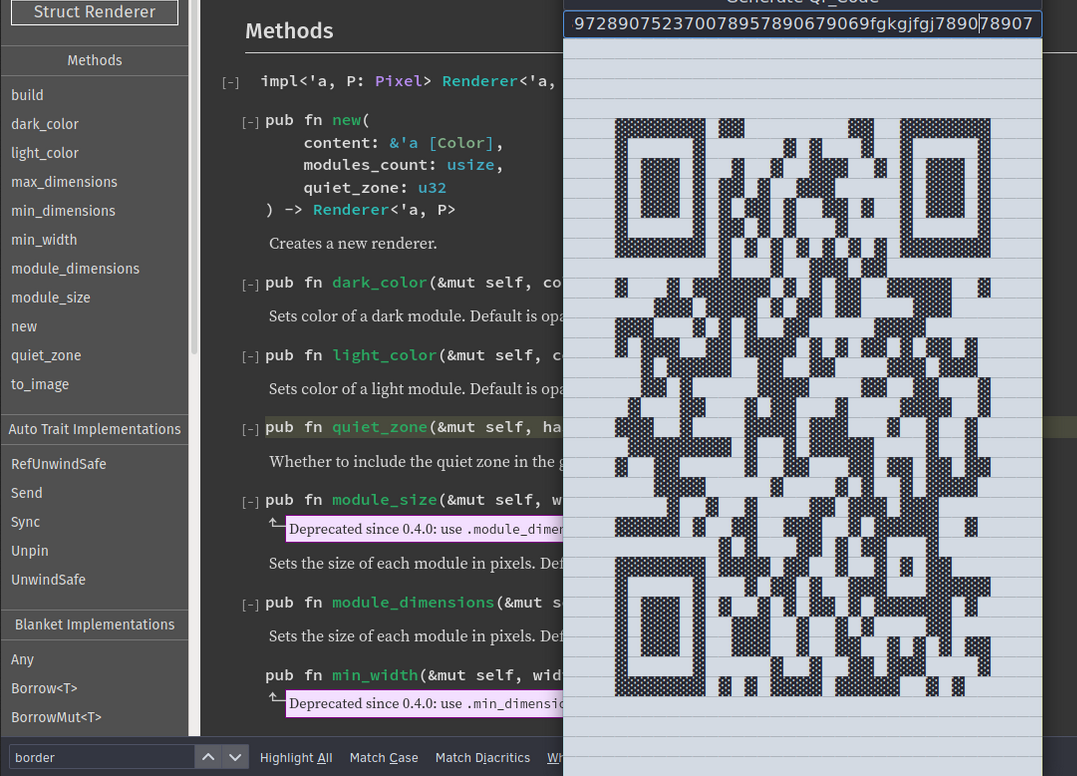 Struct Renderer
Methods
build
dark_color
light_color
max_dimensions
min_dimensions
min_width
module_dimensions
module_size
new
quiet_zone
to_image
Auto Trait Implementations
RefUnwindSafe
Send
Sync
Unpin
UnwindSafe
Blanket Implementations
Any
Borrow<T>
BorrowMut<T>
Methods
[-] impl<'a, P: Pixel> Renderer<'a,
[-] pub fn new(
content: &'a [Color],
modules_count: usize,
quiet_zone: u32
) -> Renderer<'a, P>
Creates a new renderer.
[-] pub fn dark_color(&mut self, co
Sets color of a dark module. Default is opa
[-] pub fn light_color(&mut self, c
Sets color of a light module. Default is opa
[-] pub fn quiet_zone(&mut self, ha
Whether to include the quiet zone in the
[-] pub fn module_size(&mut self, w
Deprecated since 0.4.0: use .module_dimen
Sets the size of each module in pixels. Def
[-] pub fn module_dimensions(&mut s
Sets the size of each module in pixels. Def
pub fn min_width(&mut self, wid
Deprecated since 0.4.0: use .min_dimensio
97289075237007895789067906​9fgkgjfgj789078907
border
Highlight All Match Case Match Diacritics Wh